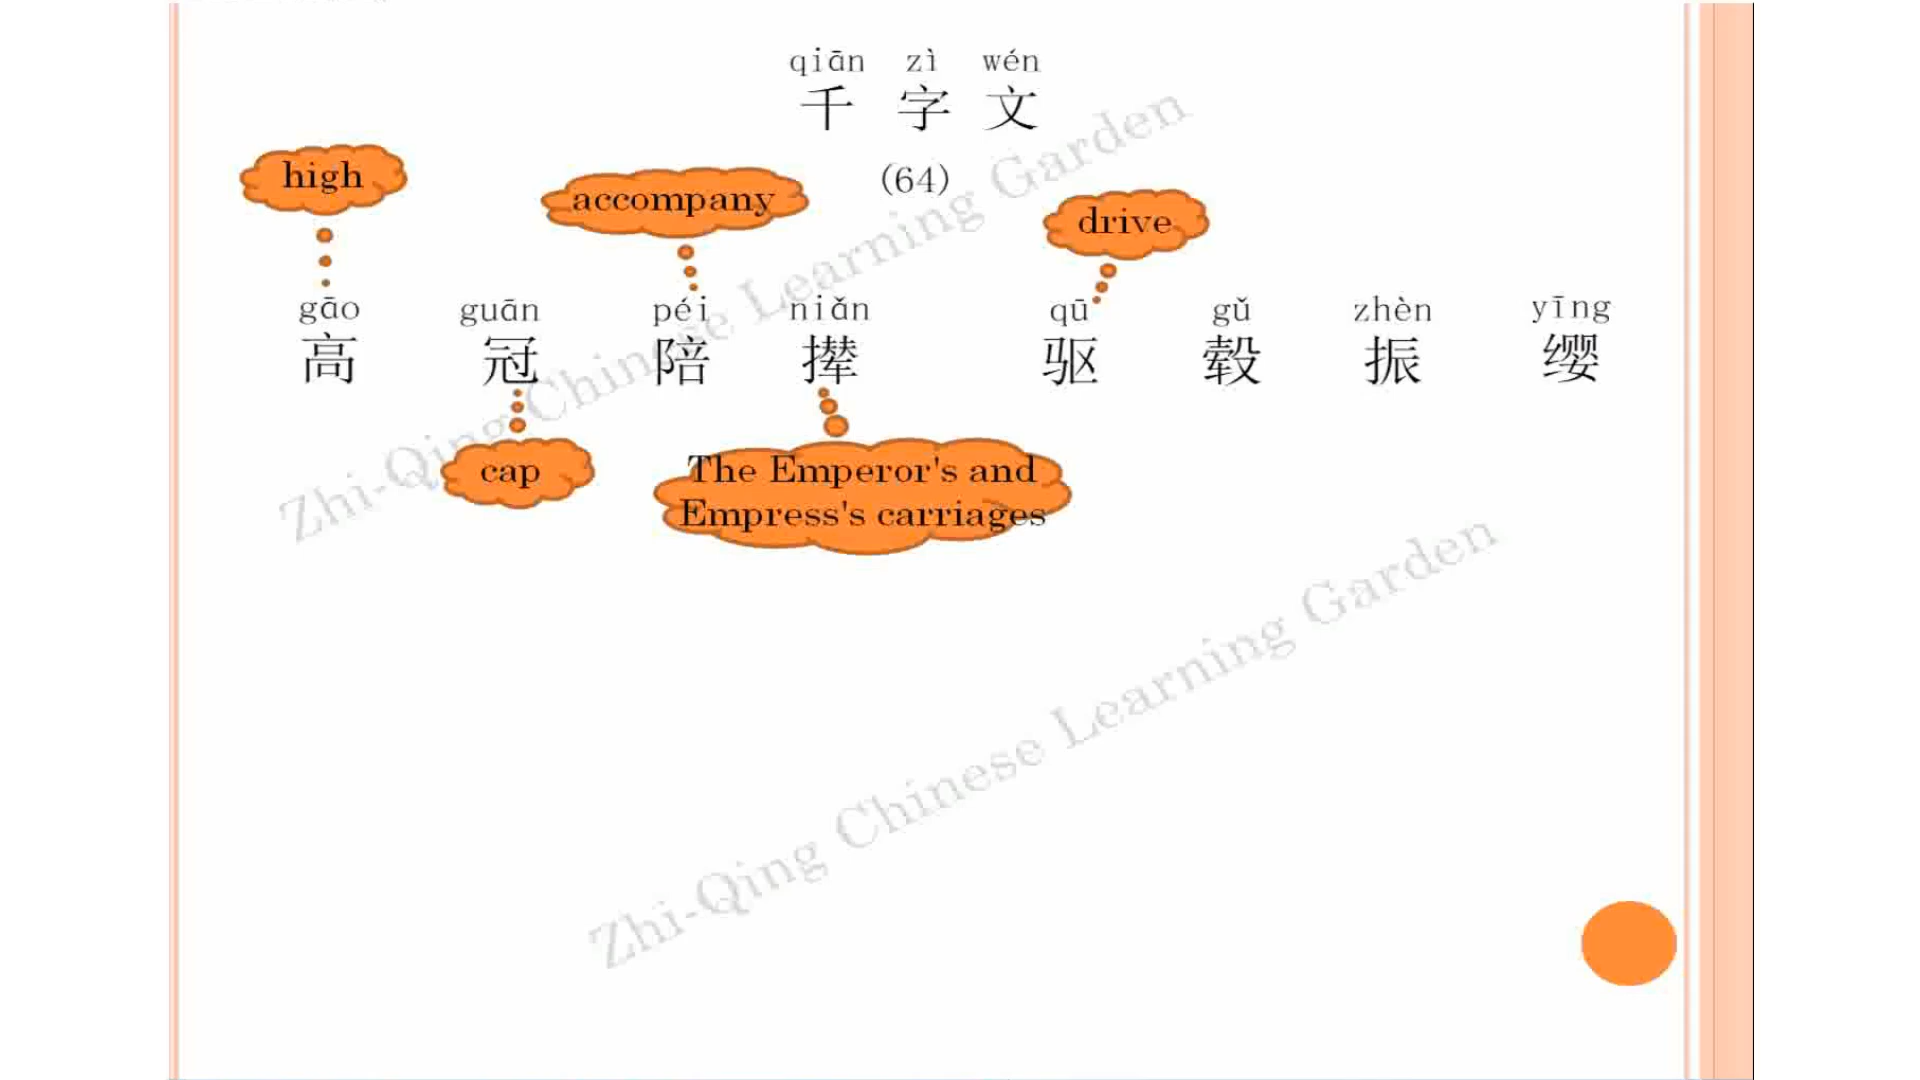 qiān zì wén
千 字 文
(64)
high
accompany
drive
gāo guān péi niǎn qū gǔ zhèn yīng
高 冠 陪 撵 驱 毂 振 缨
cap
The Emperor's and
Empress's carriages
Zhi-Qing Chinese Learning Garden
Zhi-Qing Chinese Learning Garden